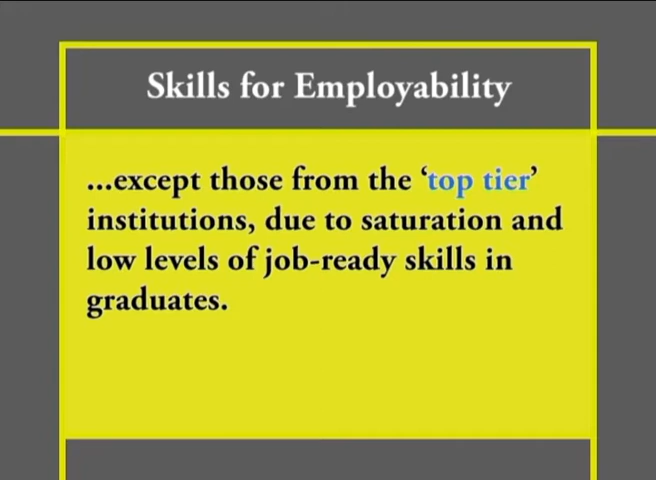 Skills for Employability
...except those from the ‘top tier’
institutions, due to saturation and
low levels of job-ready skills in
graduates.